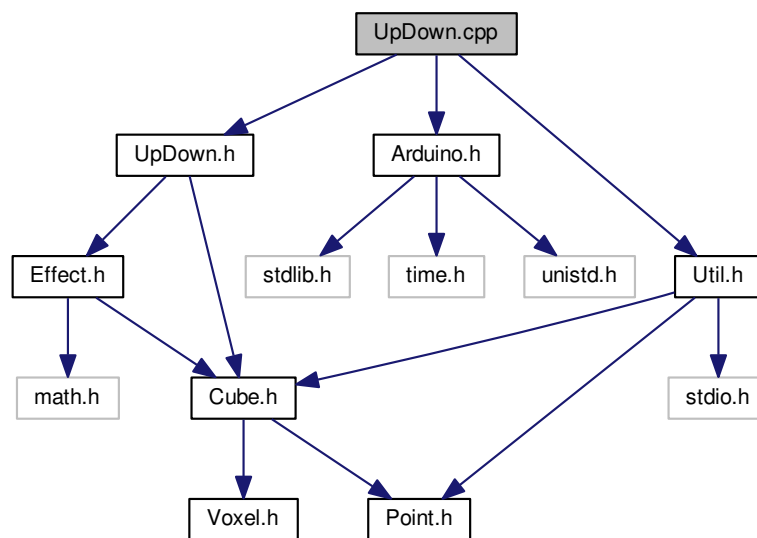 UpDown.cpp
UpDown.h
Arduino.h
Effect.h
stdlib.h
time.h
unistd.h
Util.h
math.h
Cube.h
stdio.h
Voxel.h
Point.h